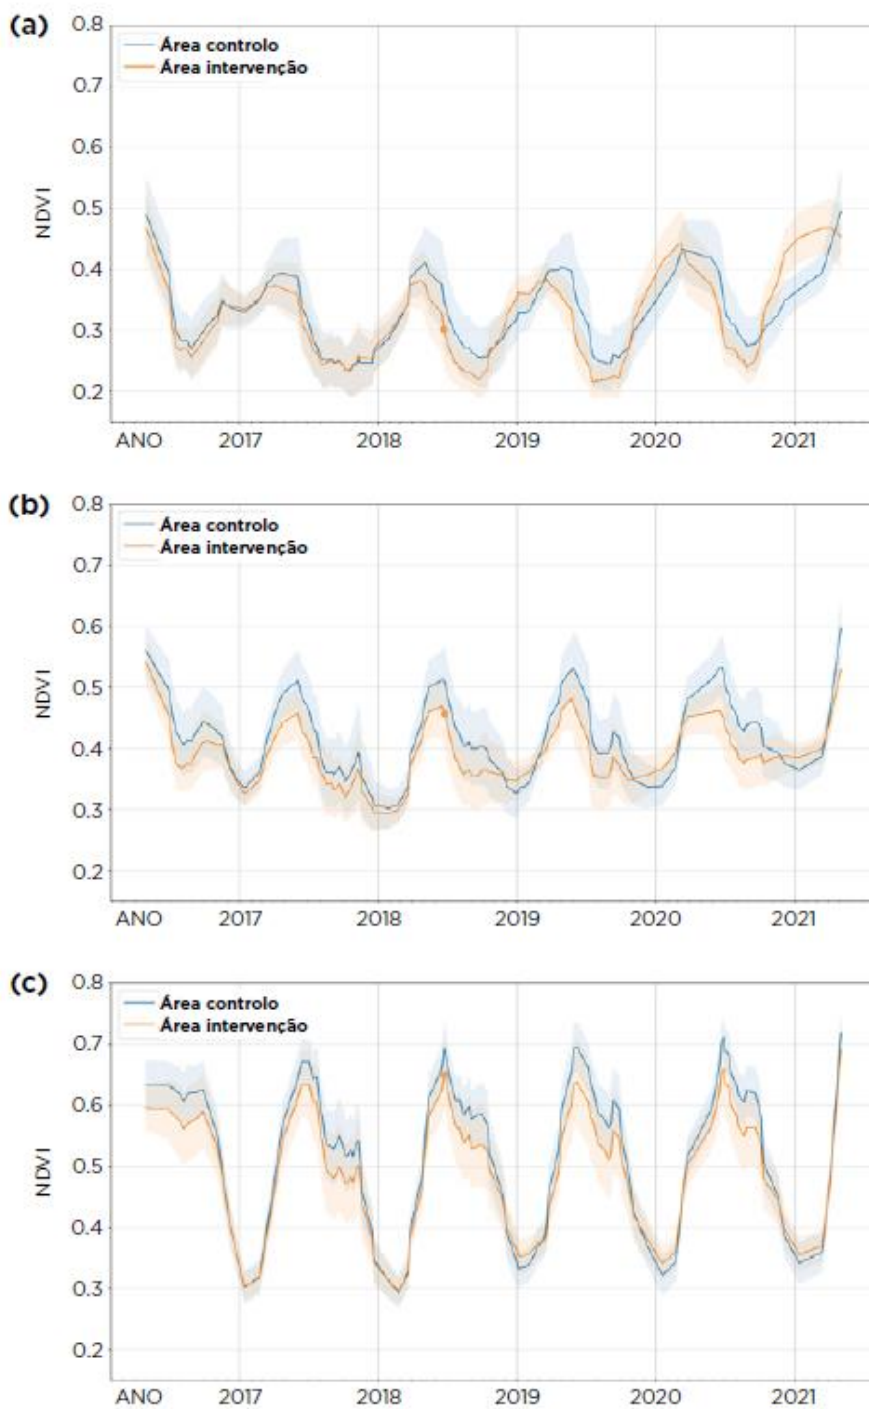 (a)
0.8
Área controlo
Área intervenção
0.7
0.6
NDVI
0.5
0.4
0.3
0.2
ANO 2017 2018 2019 2020 2021
(b)
0.8
Área controlo
Área intervenção
0.7
0.6
NDVI
0.5
0.4
0.3
0.2
ANO 2017 2018 2019 2020 2021
(c)
0.8
Área controlo
Área intervenção
0.7
0.6
NDVI
0.5
0.4
0.3
0.2
ANO 2017 2018 2019 2020 2021